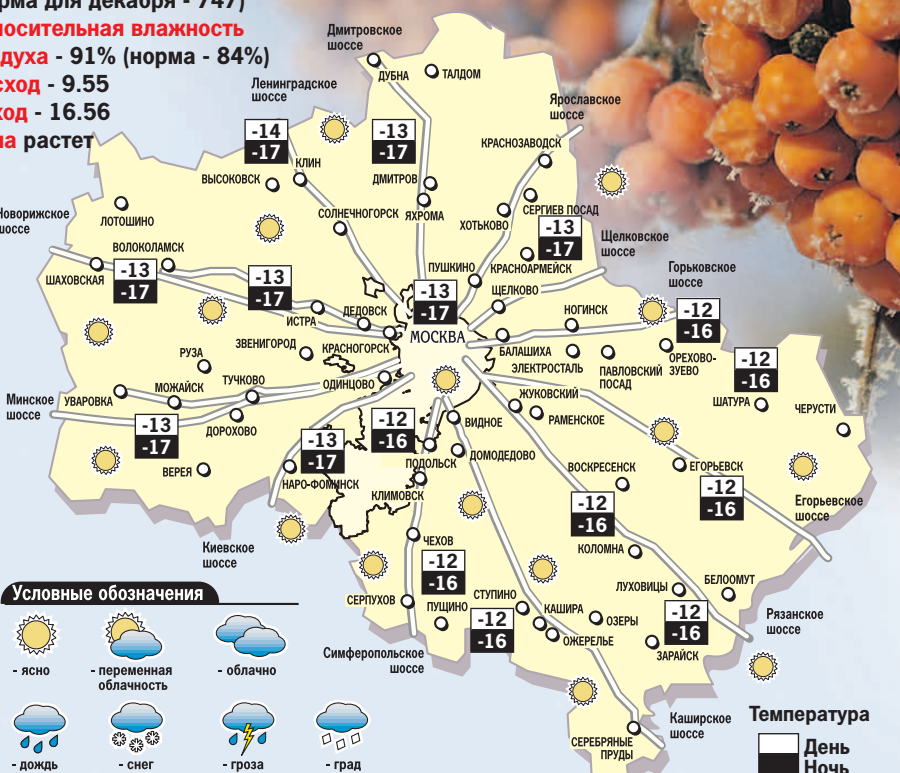 рма для декабря - 747)
носительная влажность
духа - 91% (норма - 84%)
сход - 9.55
ход - 16.56
на растет
Дмитровское
шоссе
ДУБНА
ТАЛДОМ
Ленинградское
шоссе
Ярославское
шоссе
-14
-17
-13
-17
КРАСНОЗАВОДСК
КЛИН
ВЫСОКОВСК
ДМИТРОВ
СЕРГИЕВ ПОСАД
Новорижское
шоссе
ЛОТОШИНО
СОЛНЕЧНОГОРСК
ЯХРОМА
ХОТЬКОВО
-13
-17
Щелковское
шоссе
ВОЛОКОЛАМСК
ШАХОВСКАЯ
-13
-17
-13
-17
ПУШКИНО
КРАСНОАРМЕЙСК
Горьковское
шоссе
-13
-17
ЩЕЛКОВО
ИСТРА
ДЕДОВСК
НОГИНСК
-12
-16
МОСКВА
ЗВЕНИГОРОД
КРАСНОГОРСК
БАЛАШИХА
ЭЛЕКТРОСТАЛЬ
ПАВЛОВСКИЙ
ПОСАД
ОРЕХОВО-
ЗУЕВО
-12
-16
РУЗА
ТУЧКОВО
ОДИНЦОВО
Минское
шоссе
УВАРОВКА
МОЖАЙСК
ЖУКОВСКИЙ
ШАТУРА
ЧЕРУСТИ
-13
-17
ДОРОХОВО
-12
-16
ВИДНОЕ
РАМЕНСКОЕ
-13
-17
ВЕРЕЯ
НАРО-ФОМИНСК
ПОДОЛЬСК
ДОМОДЕДОВО
ВОСКРЕСЕНСК
ЕГОРЬЕВСК
КЛИМОВСК
-12
-16
-12
-16
Егорьевское
шоссе
Киевское
шоссе
ЧЕХОВ
КОЛОМНА
-12
-16
СЕРПУХОВ
ПУЩИНО
СТУПИНО
КАШИРА
ЛУХОВИЦЫ
БЕЛООМУТ
-12
-16
ОЗЕРЫ
-12
-16
Рязанское
шоссе
ОЖЕРЕЛЬЕ
ЗАРАЙСК
Симферопольское
шоссе
СЕРЕБРЯНЫЕ
ПРУДЫ
Каширское
шоссе
Условные обозначения
- ясно
- переменная
облачность
- облачно
- дождь
- снег
- гроза
- град
Температура
День
Ночь